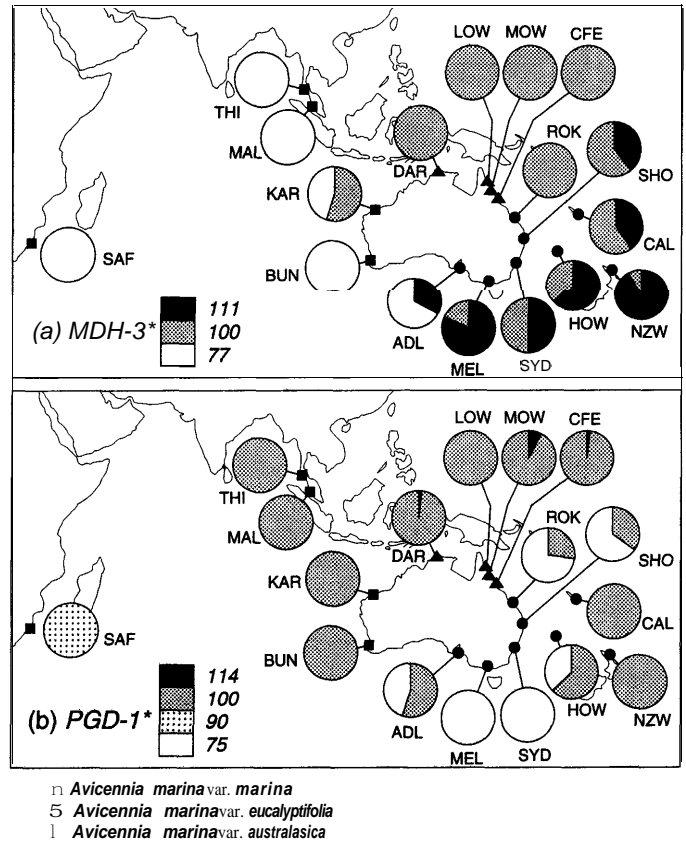 LOW MOW CFE
THI
MAL
DAR
ROK
SHO
KAR
CAL
SAF
BUN
HOW
NZW
ADL
MEL
SYD
(a) MDH-3*
111
100
77
LOW MOW CFE
THI
MAL
DAR
ROK
SHO
KAR
CAL
SAF
BUN
HOW
NZW
ADL
MEL
SYD
(b) PGD-1*
114
100
90
75
n Avicennia marina var. marina
5 Avicennia marina var. eucalyptifolia
l Avicennia marina var. australasica